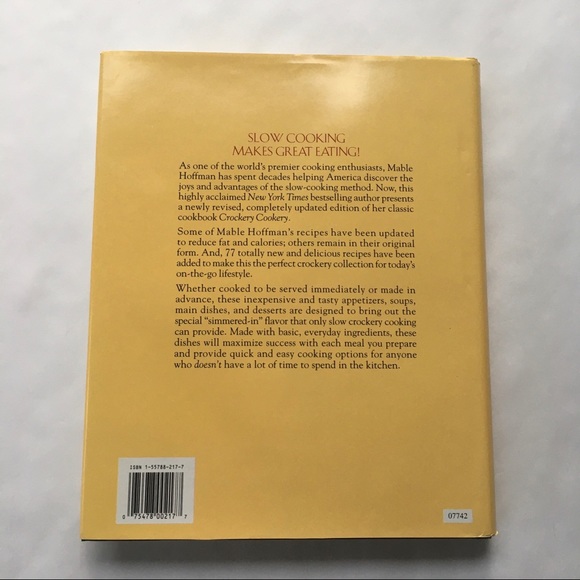 SLOW COOKING
MAKES GREAT EATING!
As one of the world's premier cooking enthusiasts, Mable
Hoffman has spent decades helping America discover the
joys and advantages of the slow-cooking method. Now, this
highly acclaimed New York Times bestselling author presents
a newly revised, completely updated edition of her classic
cookbook Crockery Cookery.
Some of Mable Hoffman's recipes have been updated
to reduce fat and calories; others remain in their original
form. And, 77 totally new and delicious recipes have been
added to make this the perfect crockery collection for today's
on-the-go lifestyle.
Whether cooked to be served immediately or made in
advance, these inexpensive and tasty appetizers, soups,
main dishes, and desserts are designed to bring out the
special "simmered-in" flavor that only slow crockery cooking
can provide. Made with basic, everyday ingredients, these
dishes will maximize success with each meal you prepare
and provide quick and easy cooking options for anyone
who doesn't have a lot of time to spend in the kitchen.
ISBN 1-55788-217-7
0 75478 00217 7
07742